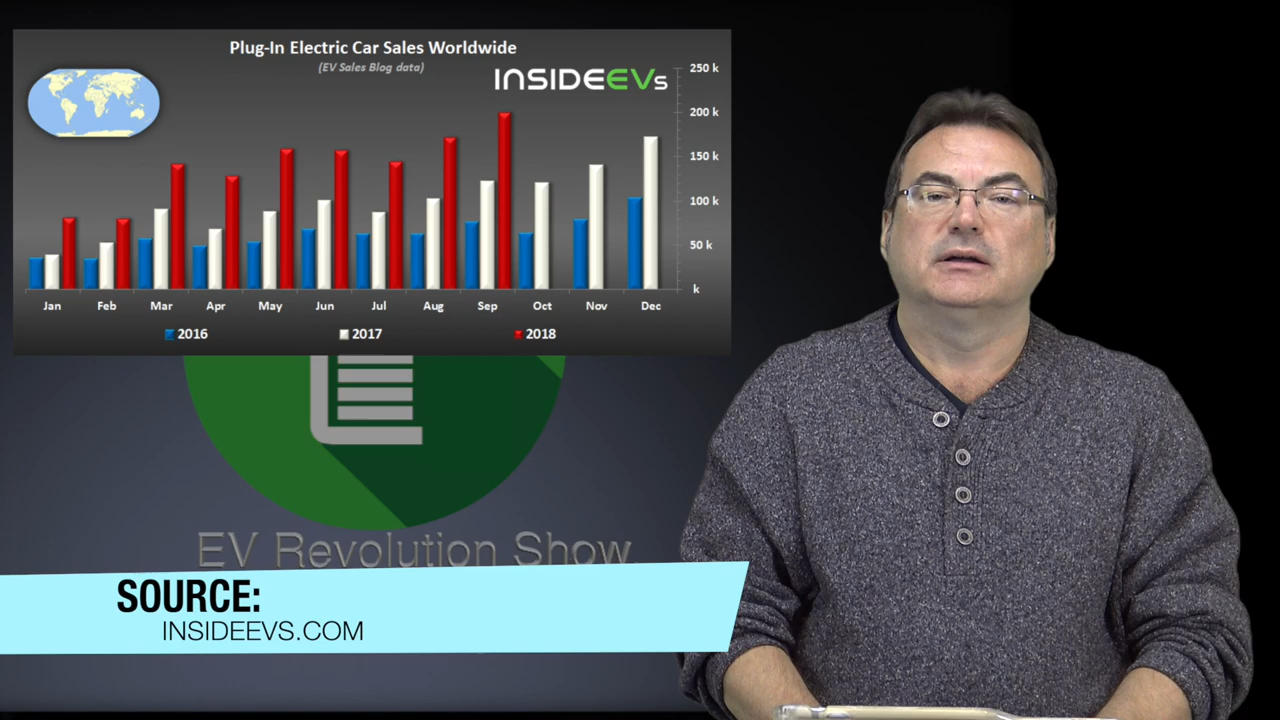 Plug-In Electric Car Sales Worldwide
(EV Sales Blog data)
INSIDEEVs
250 k
200 k
150 k
100 k
50 k
k
Jan Feb Mar Apr May Jun Jul Aug Sep Oct Nov Dec
2016 2017 2018
EV Revolution Show
SOURCE:
INSIDEEVS.COM